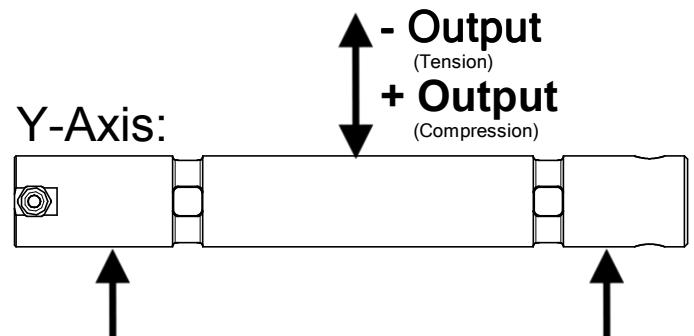 - Output
(Tension)
+ Output
(Compression)
Y-Axis: